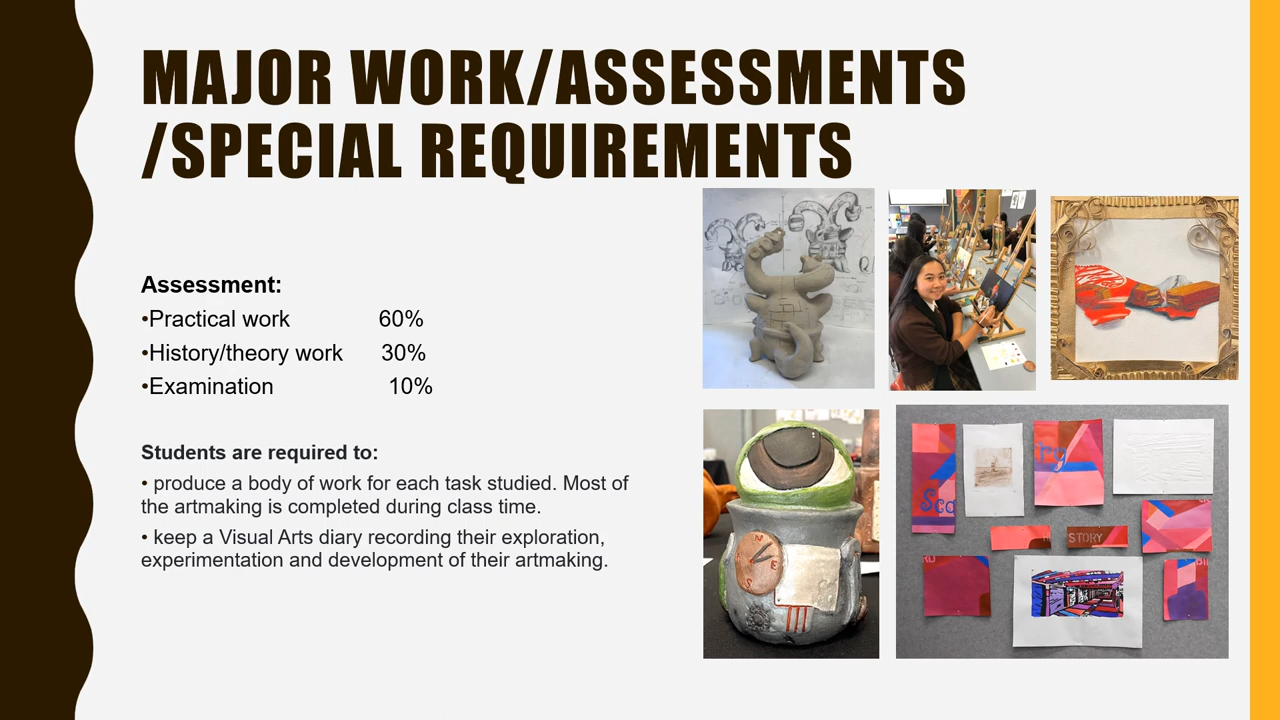 MAJOR WORK/ASSESSMENTS
/SPECIAL REQUIREMENTS
Assessment:
•Practical work 60%
•History/theory work 30%
•Examination 10%
Students are required to:
• produce a body of work for each task studied. Most of
the artmaking is completed during class time.
• keep a Visual Arts diary recording their exploration,
experimentation and development of their artmaking.
N
S
Sca
rg
STORY